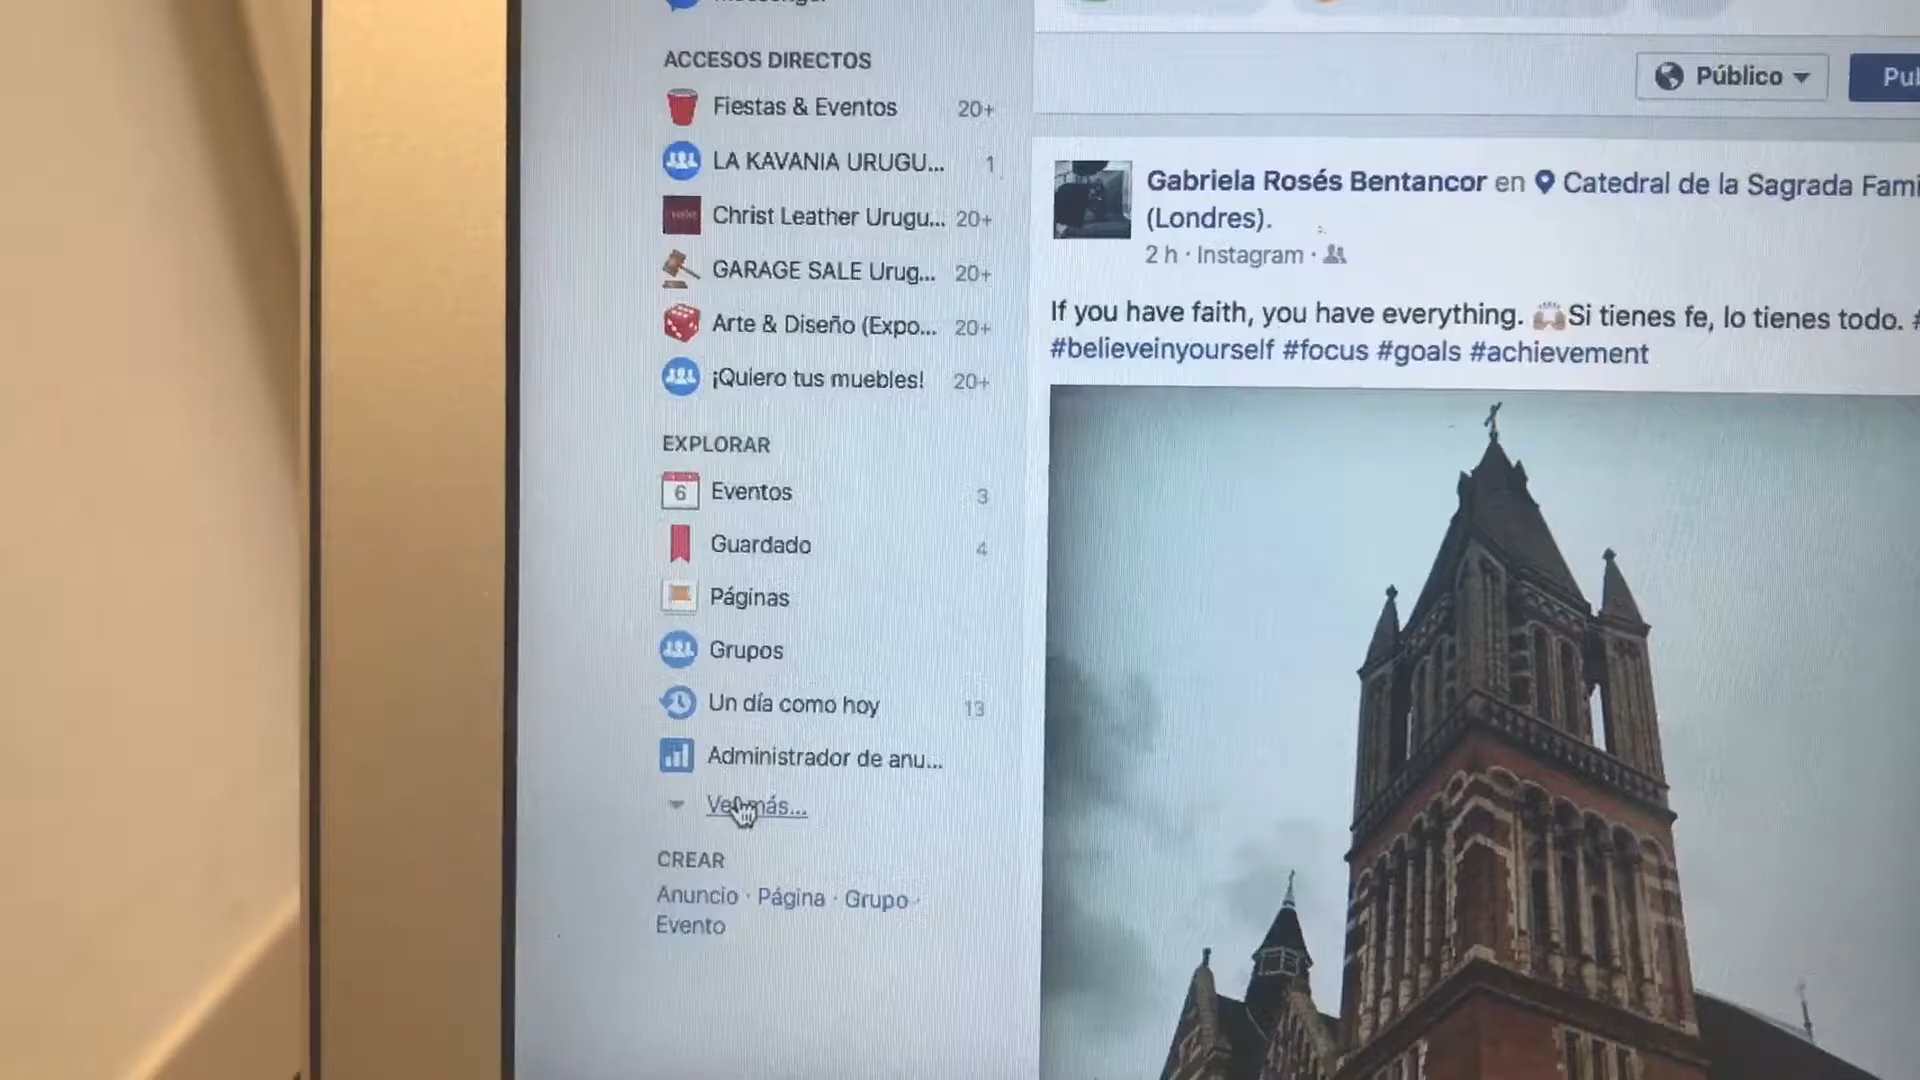 ACCESOS DIRECTOS
Fiestas & Eventos 20+
LA KAVANIA URUGU... 1
Christ Leather Urugu... 20+
GARAGE SALE Urug... 20+
Arte & Diseño (Expo... 20+
¡Quiero tus muebles! 20+
EXPLORAR
6 Eventos 3
Guardado 4
Páginas
Grupos
Un día como hoy 13
Administrador de anu...
Ver más...
CREAR
Anuncio · Página · Grupo ·
Evento
Público
Gabriela Rosés Bentancor en Catedral de la Sagrada Fami
(Londres).
2 h · Instagram ·
If you have faith, you have everything. Si tienes fe, lo tienes todo. #
#believeinyourself #focus #goals #achievement